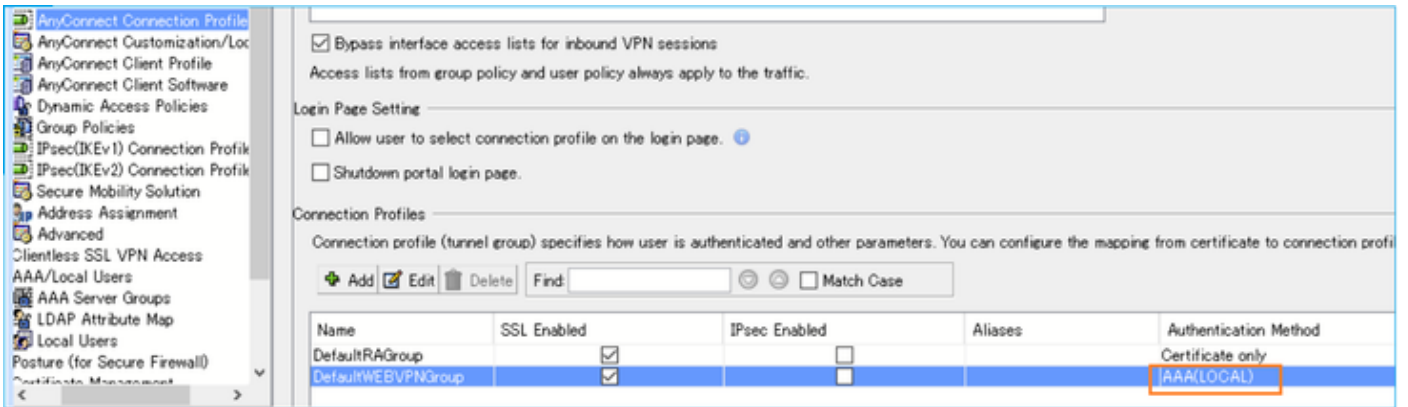 AnyConnect Connection Profile
AnyConnect Customization/Loc
AnyConnect Client Profile
AnyConnect Client Software
Dynamic Access Policies
Group Policies
IPsec(IKEv1) Connection Profil
IPsec(IKEv2) Connection Profil
Secure Mobility Solution
Address Assignment
Advanced
Clientless SSL VPN Access
AAA/Local Users
AAA Server Groups
LDAP Attribute Map
Local Users
Posture (for Secure Firewall)
Certificate Management
Bypass interface access lists for inbound VPN sessions
Access lists from group policy and user policy always apply to the traffic.
Login Page Setting
Allow user to select connection profile on the login page.
Shutdown portal login page.
Connection Profiles
Connection profile (tunnel group) specifies how user is authenticated and other parameters. You can configure the mapping from certificate to connection profi
Add Edit Delete Find: Match Case
Name SSL Enabled IPsec Enabled Aliases Authentication Method
DefaultRAGroup Certificate only
DefaultWEBVPNGroup AAA(LOCAL)